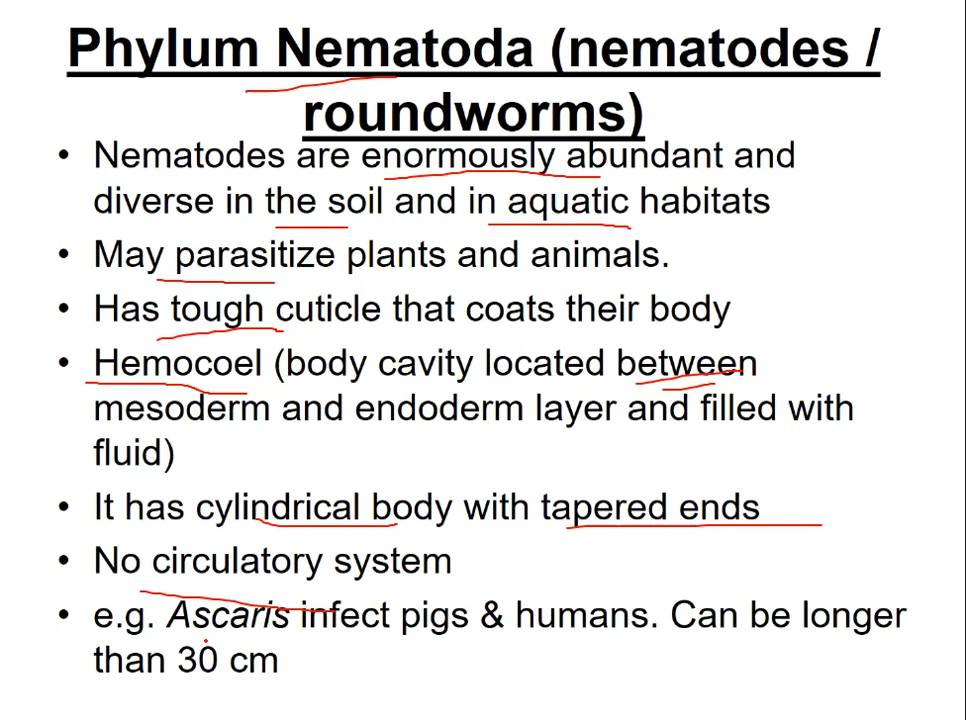 Phylum Nematoda (nematodes /
roundworms)
• Nematodes are enormously abundant and
diverse in the soil and in aquatic habitats
• May parasitize plants and animals.
• Has tough cuticle that coats their body
• Hemocoel (body cavity located between
mesoderm and endoderm layer and filled with
fluid)
• It has cylindrical body with tapered ends
• No circulatory system
• e.g. Ascaris infect pigs & humans. Can be longer
than 30 cm